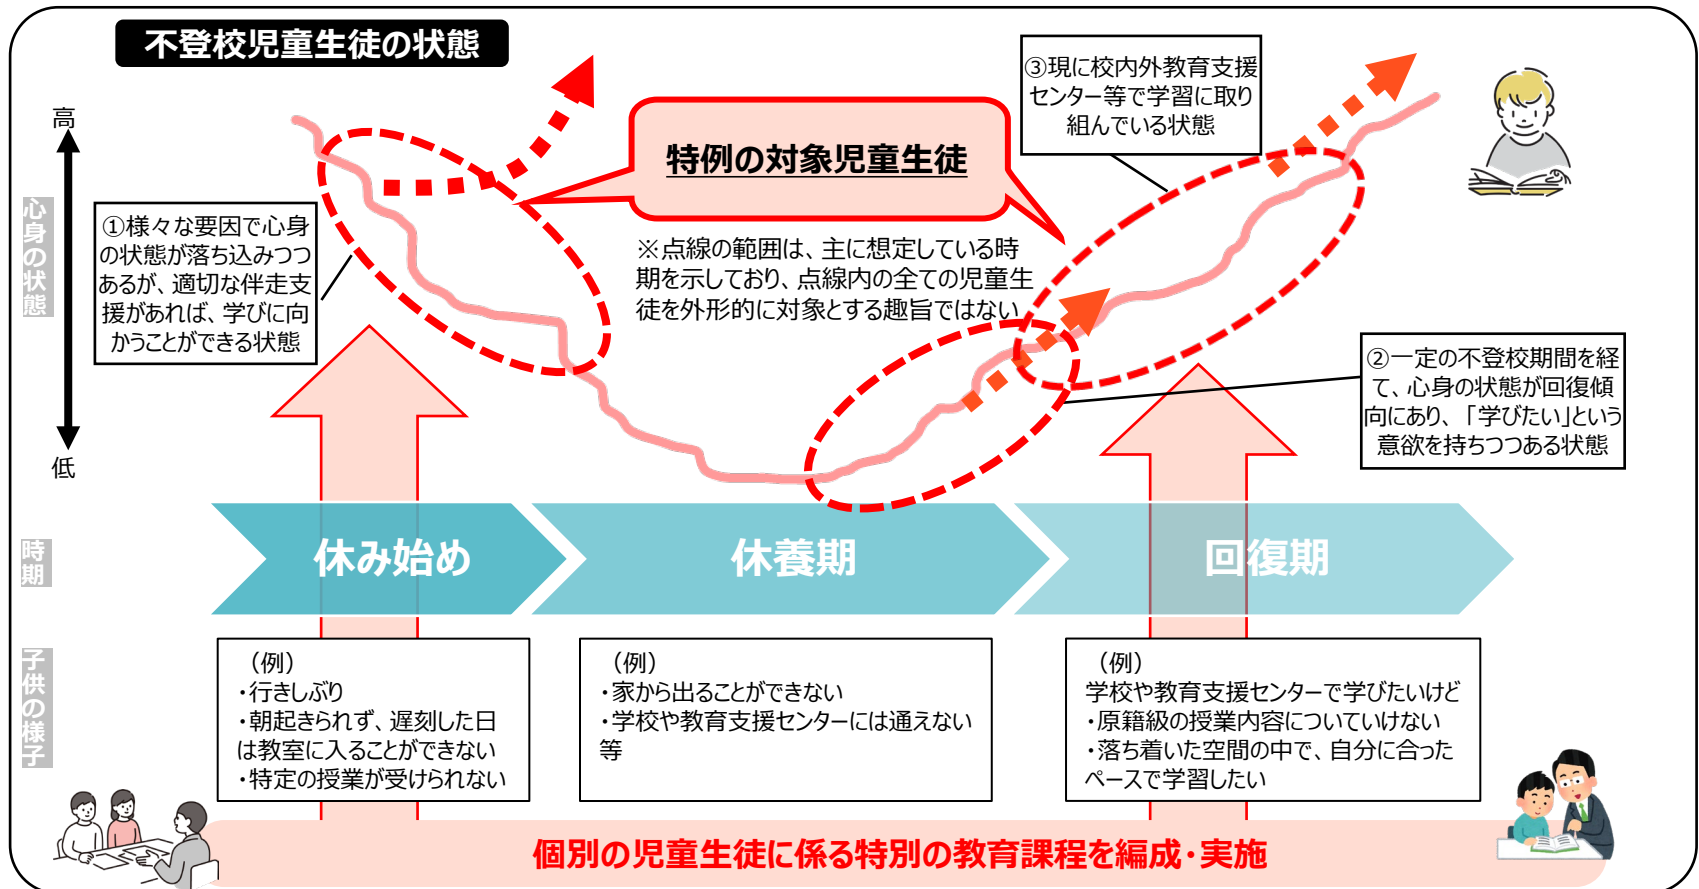 不登校児童生徒の状態
高
心身の状態
低
①様々な要因で心身
の状態が落ち込みつつ
あるが、適切な伴走支
援があれば、学びに向
かうことができる状態
特例の対象児童生徒
※点線の範囲は、主に想定している時
期を示しており、点線内の全ての児童生
徒を外形的に対象とする趣旨ではない
③現に校内外教育支援
センター等で学習に取り
組んでいる状態
②一定の不登校期間を経
て、心身の状態が回復傾
向にあり、「学びたい」という
意欲を持ちつつある状態
時期
休み始め
休養期
回復期
子供の様子
（例）
・行きしぶり
・朝起きられず、遅刻した日
は教室に入ることができない
・特定の授業が受けられない
（例）
・家から出ることができない
・学校や教育支援センターには通えない
等
（例）
学校や教育支援センターで学びたいけど
・原籍級の授業内容についていけない
・落ち着いた空間の中で、自分に合った
ペースで学習したい
個別の児童生徒に係る特別の教育課程を編成・実施